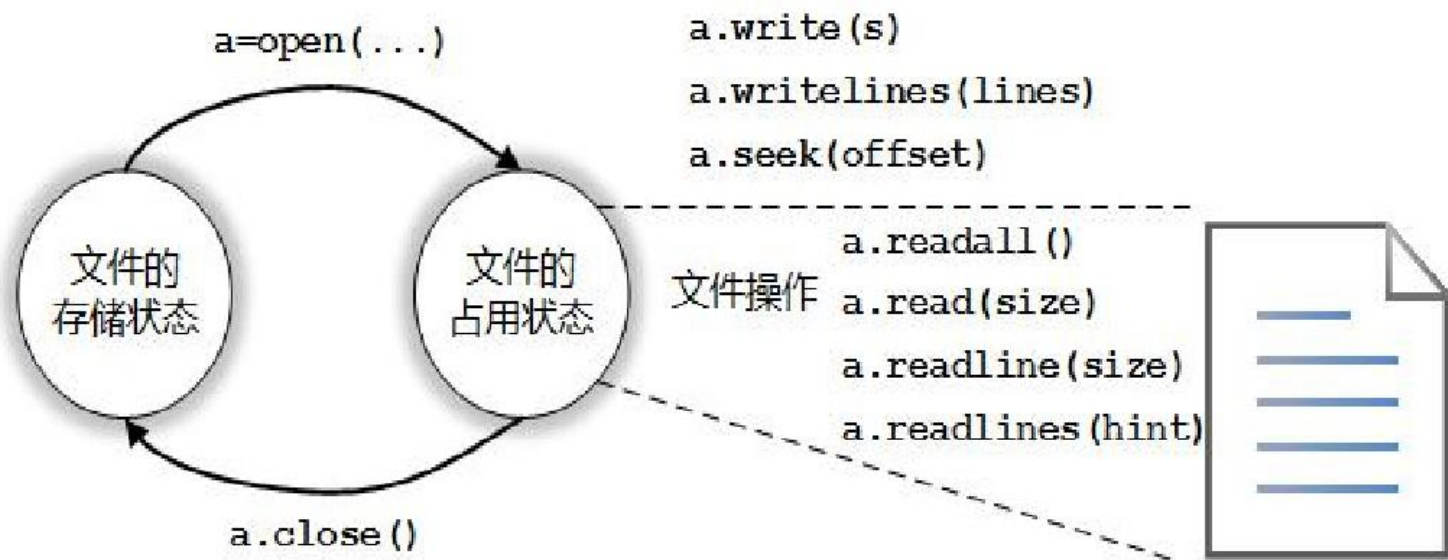 a=open(...)
a.write(s)
a.writelines(lines)
a.seek(offset)
文件的
存储状态
文件的
占用状态
文件操作
a.readall()
a.read(size)
a.readline(size)
a.readlines(hint)
a.close()